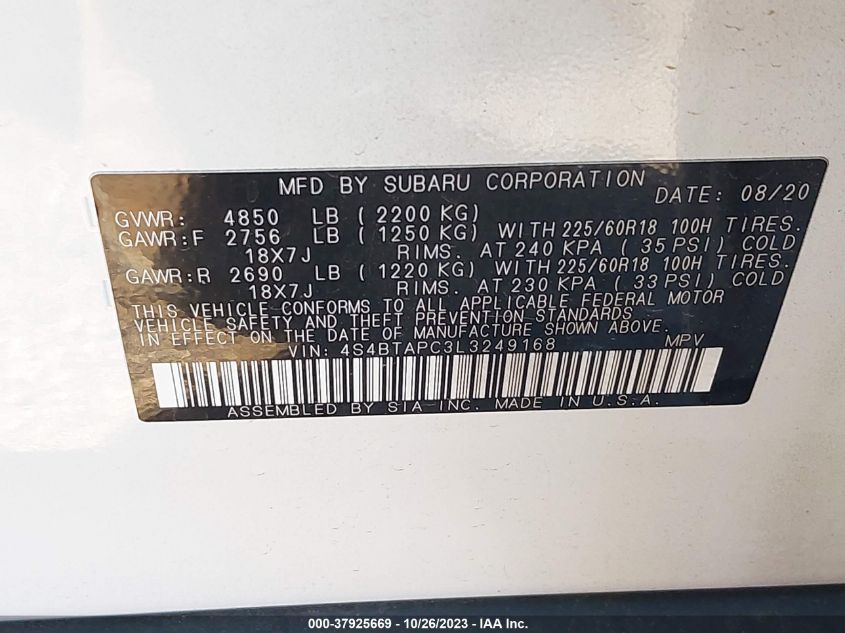 MFD BY SUBARU CORPORATION DATE: 08/20
GVWR: 4850 LB ( 2200 KG)
GAWR:F 2756 LB ( 1250 KG) WITH 225/60R18 100H TIRES.
18X7J RIMS. AT 240 KPA ( 35 PSI) COLD
GAWR:R 2690 LB ( 1220 KG) WITH 225/60R18 100H TIRES.
18X7J RIMS. AT 230 KPA ( 33 PSI) COLD
THIS VEHICLE CONFORMS TO ALL APPLICABLE FEDERAL MOTOR
VEHICLE SAFETY AND THEFT PREVENTION STANDARDS
IN EFFECT ON DATE OF MANUFACTURE SHOWN ABOVE.
VIN: 4S4BTAPC3L3249168 MPV
ASSEMBLED BY SIA INC. MADE IN U.S.A.
000-37925669 - 10/26/2023 - IAA Inc.